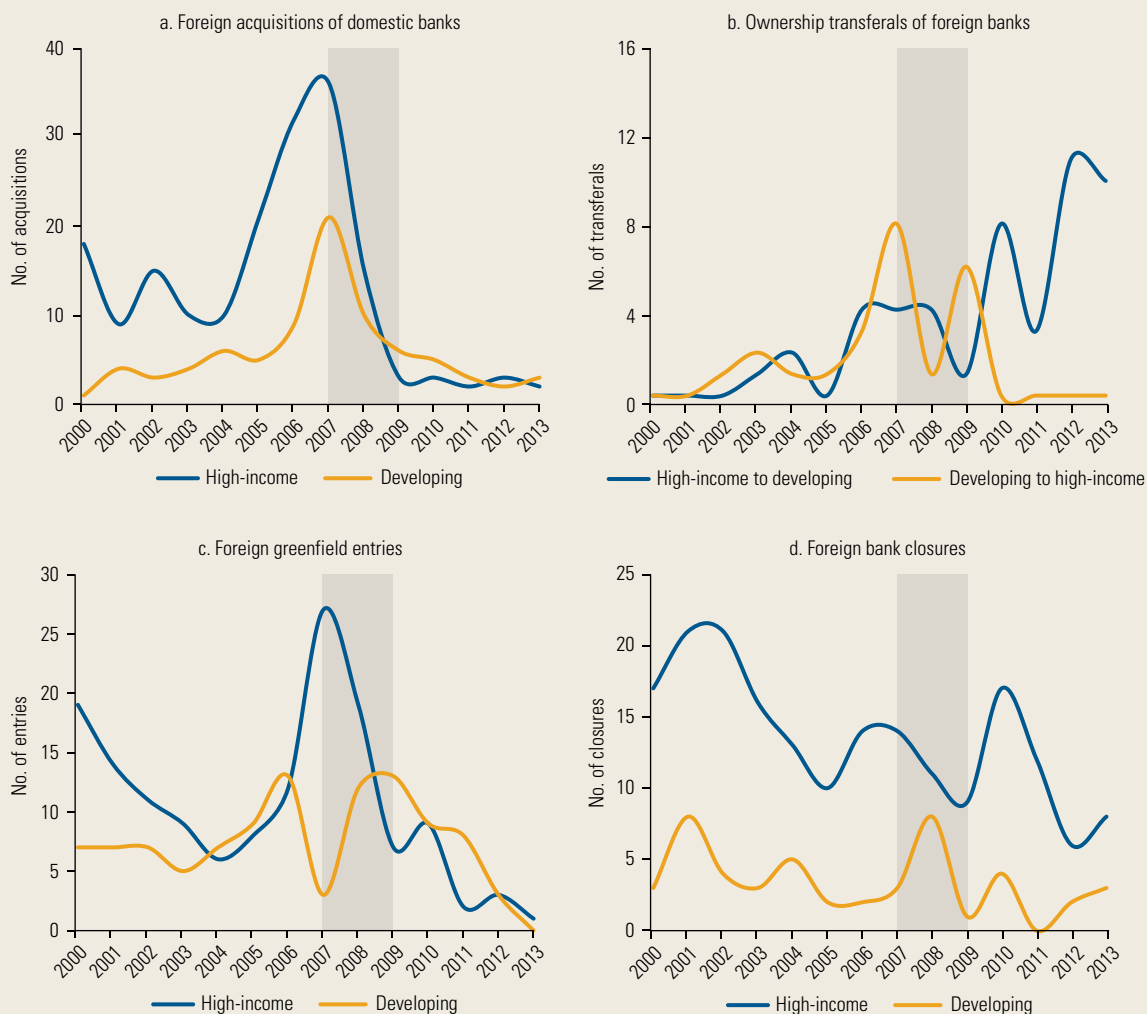 a. Foreign acquisitions of domestic banks
40
30
20
10
0
No. of acquisitions
2000 2001 2002 2003 2004 2005 2006 2007 2008 2009 2010 2011 2012 2013
High-income Developing
b. Ownership transferals of foreign banks
16
12
8
4
0
No. of transferals
2000 2001 2002 2003 2004 2005 2006 2007 2008 2009 2010 2011 2012 2013
High-income to developing Developing to high-income
c. Foreign greenfield entries
30
25
20
15
10
5
0
No. of entries
2000 2001 2002 2003 2004 2005 2006 2007 2008 2009 2010 2011 2012 2013
High-income Developing
d. Foreign bank closures
25
20
15
10
5
0
No. of closures
2000 2001 2002 2003 2004 2005 2006 2007 2008 2009 2010 2011 2012 2013
High-income Developing